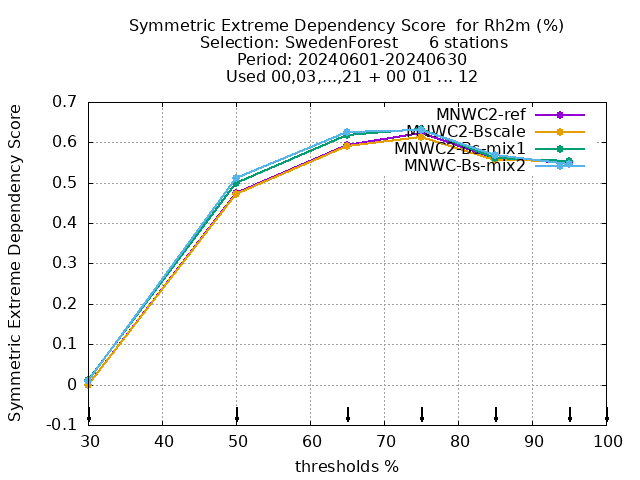 Symmetric Extreme Dependency Score  for Rh2m (%)
Selection: SwedenForest      6 stations
Period: 20240601-20240630
Used 00,03,...,21 + 00 01 ... 12
Symmetric Extreme Dependency Score
0.7
0.6
0.5
0.4
0.3
0.2
0.1
0
-0.1
MNWC2-ref
MNWC2-Bscale
MNWC2-Bs-mix1
MNWC-Bs-mix2
30 40 50 60 70 80 90 100
thresholds %